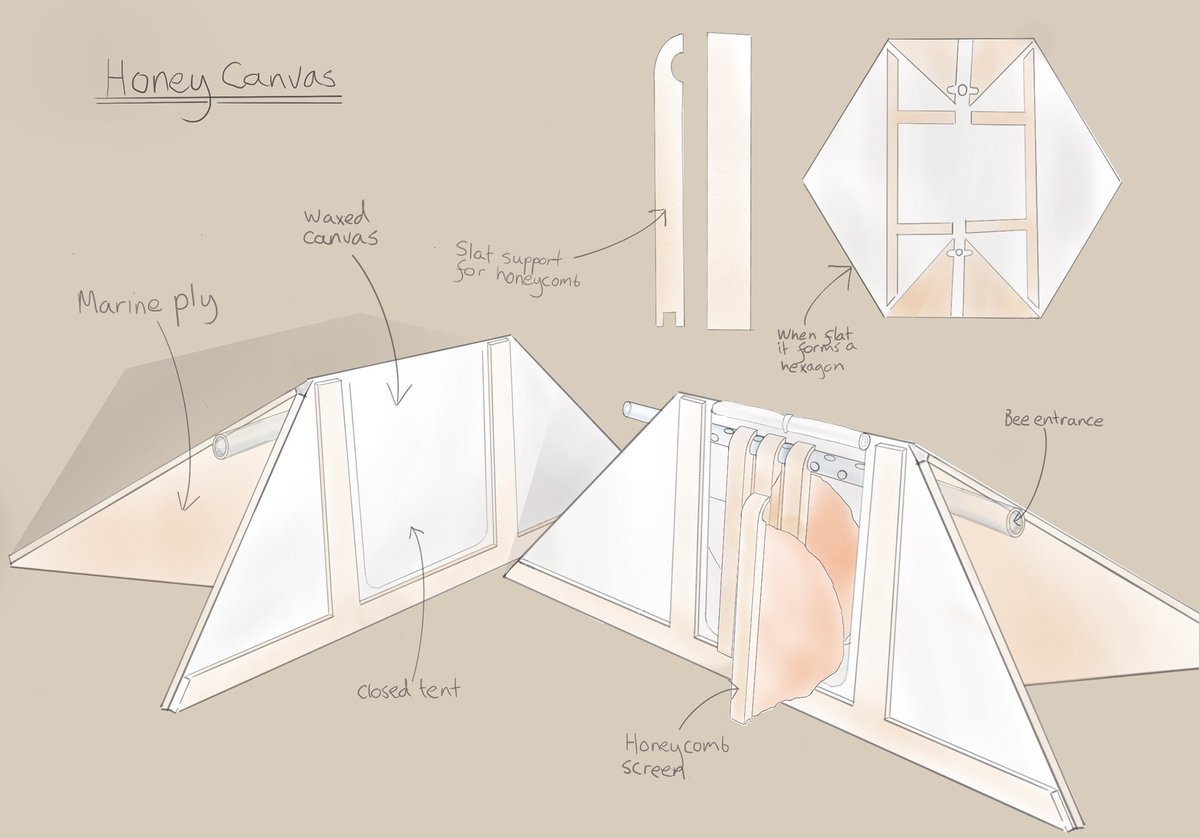 Honey Canvas
waxed
canvas
Slat support
for honeycomb
Marine ply
When flat
it forms a
hexagon
Bee entrance
Closed tent
Honeycomb
screen